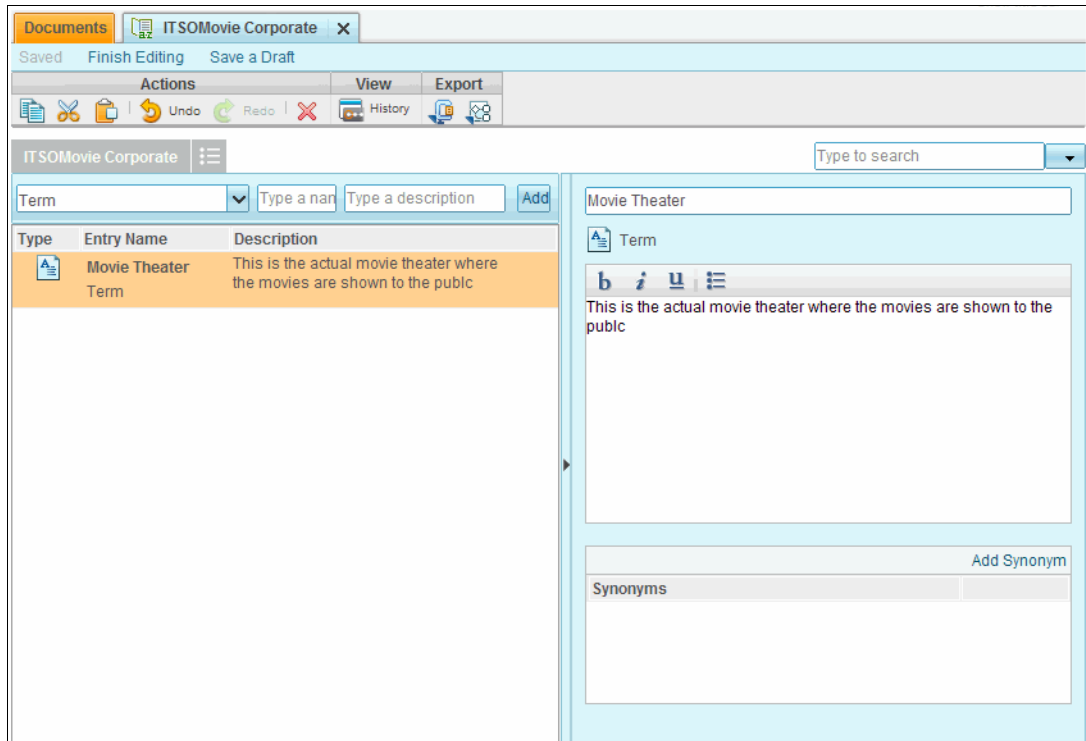 Documents ITSOMovie Corporate X
Saved Finish Editing Save a Draft
Actions View Export
Undo Redo History
ITSOMovie Corporate Type to search
Term Type a nan Type a description Add
Movie Theater
Type Entry Name Description
Term
Movie Theater This is the actual movie theater where
Term the movies are shown to the publc
b i u
This is the actual movie theater where the movies are shown to the
publc
Add Synonym
Synonyms